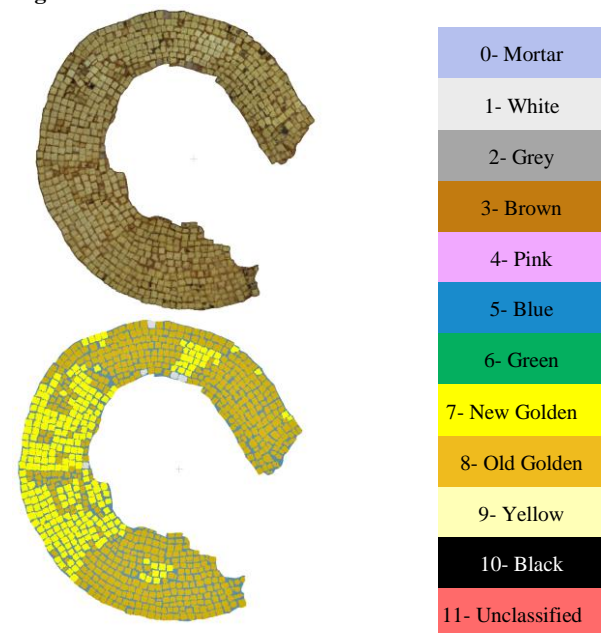 0- Mortar
1- White
2- Grey
3- Brown
4- Pink
5- Blue
6- Green
7- New Golden
8- Old Golden
9- Yellow
10- Black
11- Unclassified